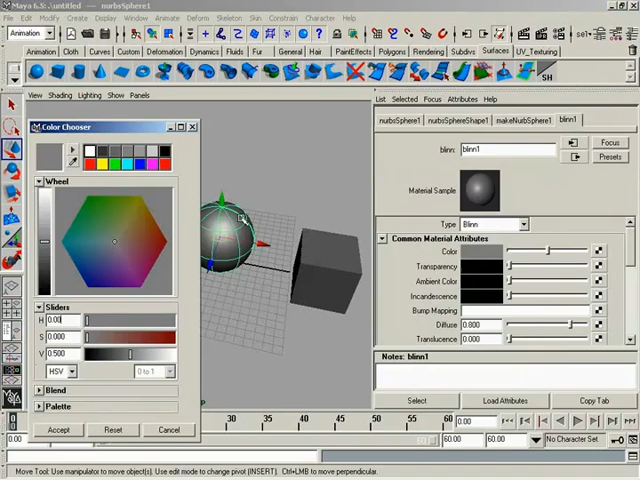 Maya 6.5: .\untitled --- nurbsSphere1
File Edit Modify Create Display Window Animate Deform Skeleton Skin Constrain Character
Animation sel
Animation Curves Custom Deformation Dynamics Fluids Fur General Hair PaintEffects Polygons Rendering Subdivs Surfaces UV_Texturing
SH
View Shading Lighting Show Panels
List Selected Focus Attributes Help
nurbsSphere1 nurbsSphereShape1 makeNurbSphere1 blinn1
Color Chooser
blinn: blinn1 Focus
Presets
Material Sample
Wheel
Type Blinn
Common Material Attributes
Color
Transparency
Ambient Color
Incandescence
Bump Mapping
Diffuse 0.800
Translucence 0.000
Sliders
H 0.00
S 0.000
V 0.500
HSV 0 to 1
Blend
Palette
Notes: blinn1
Accept Reset Cancel
Select Load Attributes Copy Tab
30 35 40 45 50 55 60 0.00
0.00 60.00 60.00 No Character Set
Move Tool: Use manipulator to move object(s). Use edit mode to change pivot (INSERT). Ctrl+LMB to move perpendicular.